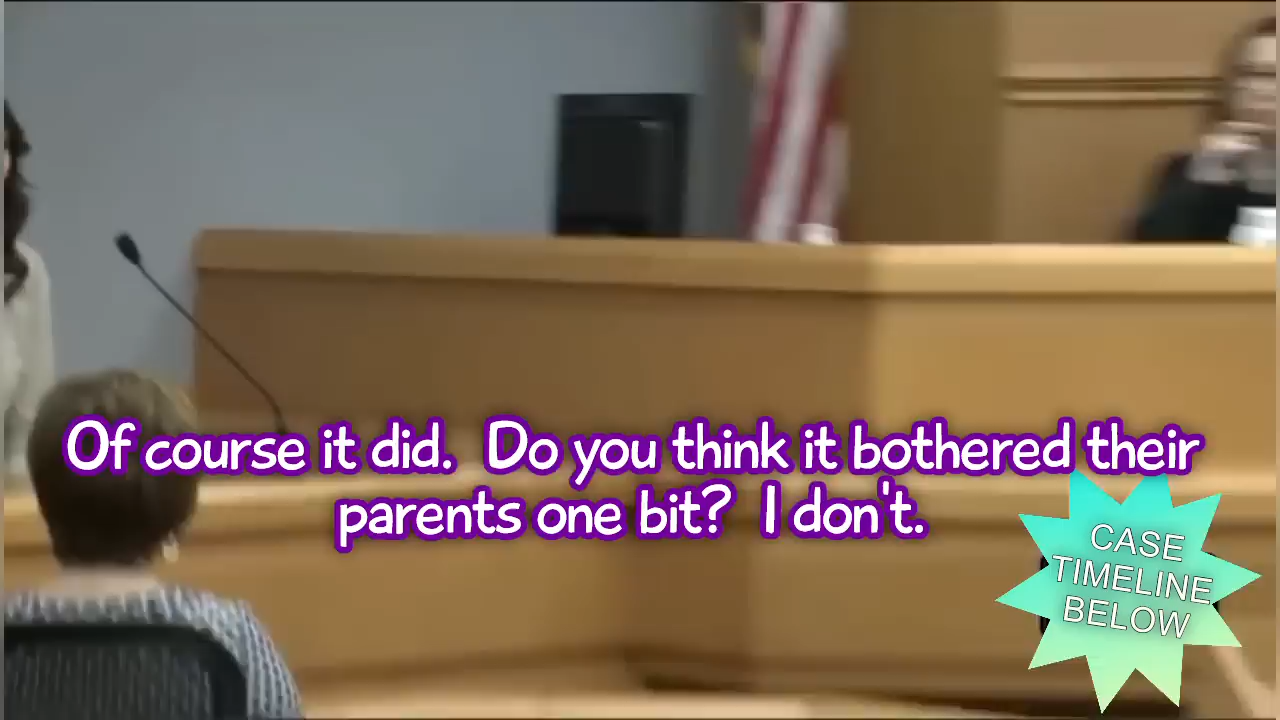 Of course it did. Do you think it bothered their
parents one bit? I don't.
CASE
TIMELINE
BELOW